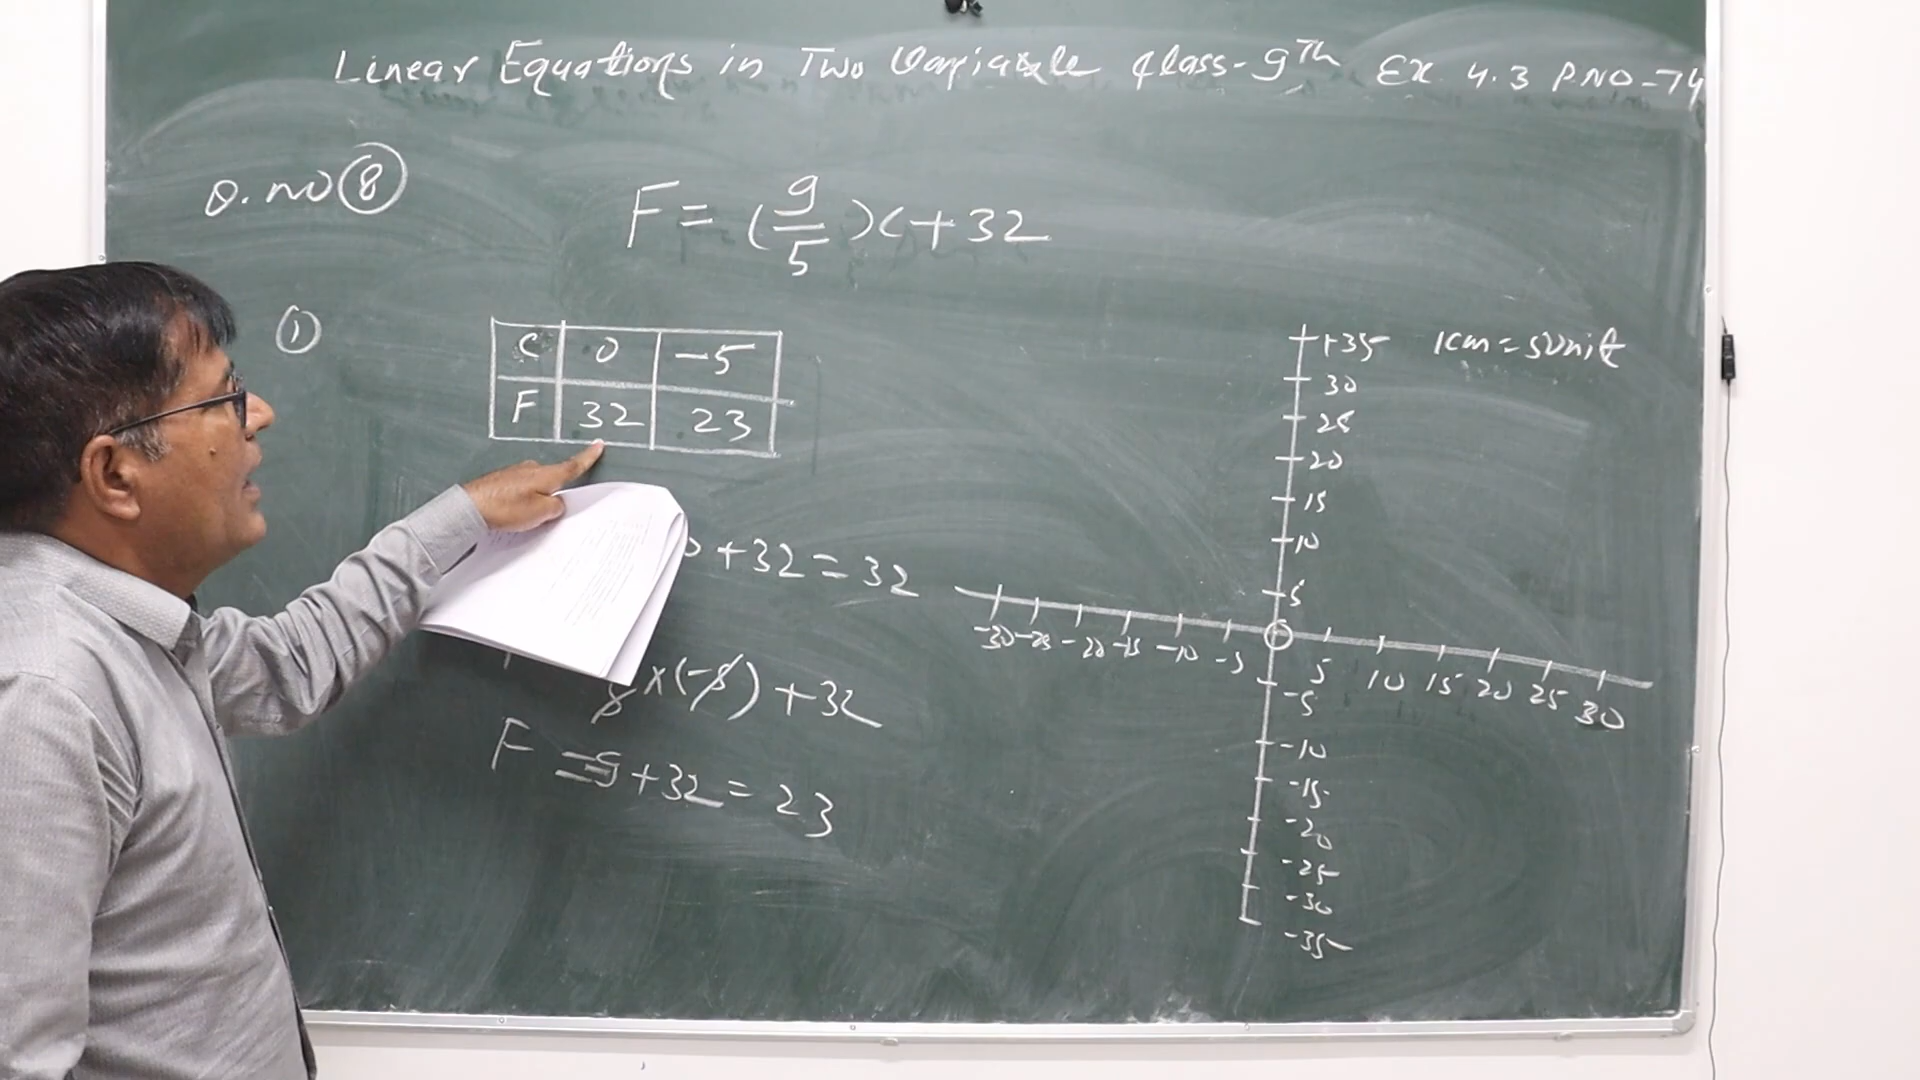 Linear Equations in Two Variable Class-9th Ex 4.3 P.NO-74
Q.NO 8
F = (9/5)C+32
1
C 0 -5
F 32 23
0 +32 = 32
×(-5) +32
F = -9 +32 = 23
1cm = 5Unit
+35
30
25
20
15
10
5
-30 -25 -20 -15 -10 -5 0 5 10 15 20 25 30
-5
-10
-15
-20
-25
-30
-35